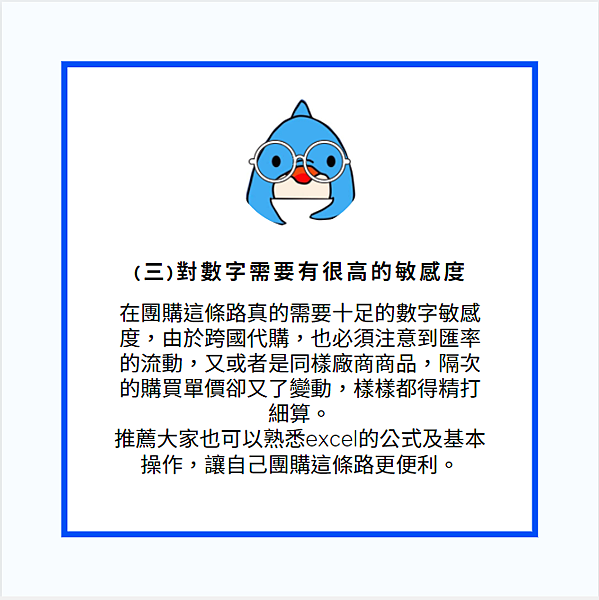 (三)對數字需要有很高的敏感度
在團購這條路真的需要十足的數字敏感
度，由於跨國代購，也必須注意到匯率
的流動，又或者是同樣廠商商品，隔次
的購買單價卻又了變動，樣樣都得精打
細算。
推薦大家也可以熟悉excel的公式及基本
操作，讓自己團購這條路更便利。